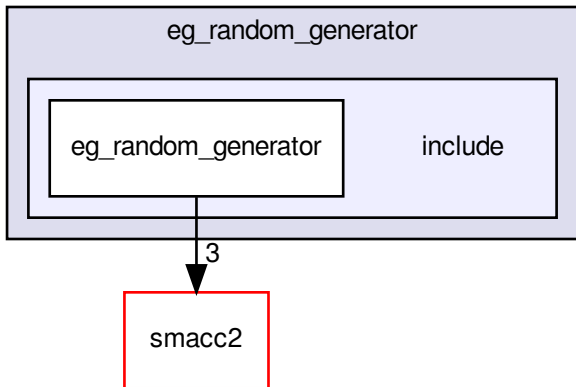 eg_random_generator
eg_random_generator
include
3
smacc2